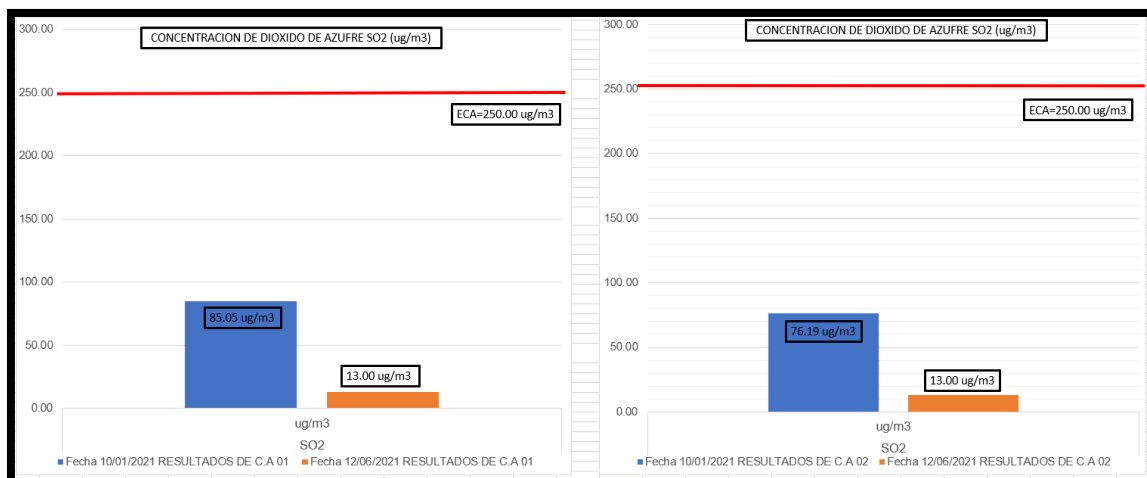 CONCENTRACION DE DIOXIDO DE AZUFRE SO2 (ug/m3)
300.00
250.00
ECA=250.00 ug/m3
200.00
150.00
100.00
85.05 ug/m3
50.00
13.00 ug/m3
0.00
ug/m3
SO2
Fecha 10/01/2021 RESULTADOS DE C.A 01
Fecha 12/06/2021 RESULTADOS DE C.A 01
CONCENTRACION DE DIOXIDO DE AZUFRE SO2 (ug/m3)
300.00
250.00
ECA=250.00 ug/m3
200.00
150.00
100.00
76.19 ug/m3
50.00
13.00 ug/m3
0.00
ug/m3
SO2
Fecha 10/01/2021 RESULTADOS DE C.A 02
Fecha 12/06/2021 RESULTADOS DE C.A 02